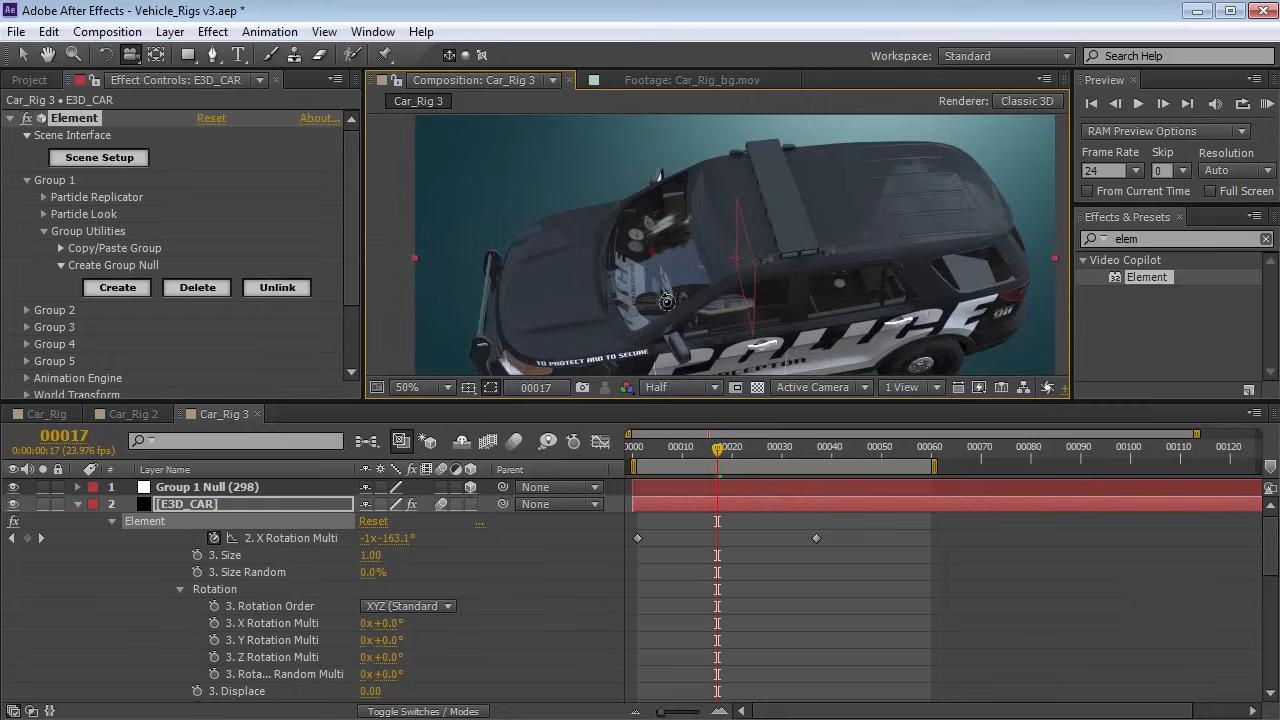 Adobe After Effects - Vehicle_Rigs v3.aep *
File Edit Composition Layer Effect Animation View Window Help
Workspace: Standard
Search Help
Project
Effect Controls: E3D_CAR
Composition: Car_Rig 3
Footage: Car_Rig_bg.mov
Preview
Car_Rig 3 • E3D_CAR
Car_Rig 3
Renderer: Classic 3D
fx Element Reset About...
Scene Interface
Scene Setup
Group 1
Particle Replicator
Particle Look
Group Utilities
Copy/Paste Group
Create Group Null
Create Delete Unlink
Group 2
Group 3
Group 4
Group 5
Animation Engine
World Transform
POLICE
TO PROTECT AND TO SECURE
POLICE
98
50% 00017 Half Active Camera 1 View
RAM Preview Options
Frame Rate Skip Resolution
24 0 Auto
From Current Time Full Screen
Effects & Presets
elem
Video Copilot
Element
Car_Rig Car_Rig 2 Car_Rig 3
00017
0:00:00:17 (23.976 fps)
0000 00010 00020 00030 00040 00050 00060 00070 00080 00090 00100 00110 00120
# Layer Name Parent
1 Group 1 Null (298) None
2 [E3D_CAR] fx None
fx Element Reset ...
2. X Rotation Multi -1x-163.1°
3. Size 1.00
3. Size Random 0.0%
Rotation
3. Rotation Order XYZ (Standard
3. X Rotation Multi 0x+0.0°
3. Y Rotation Multi 0x+0.0°
3. Z Rotation Multi 0x+0.0°
3. Rota... Random Multi 0x+0.0°
3. Displace 0.00
Toggle Switches / Modes